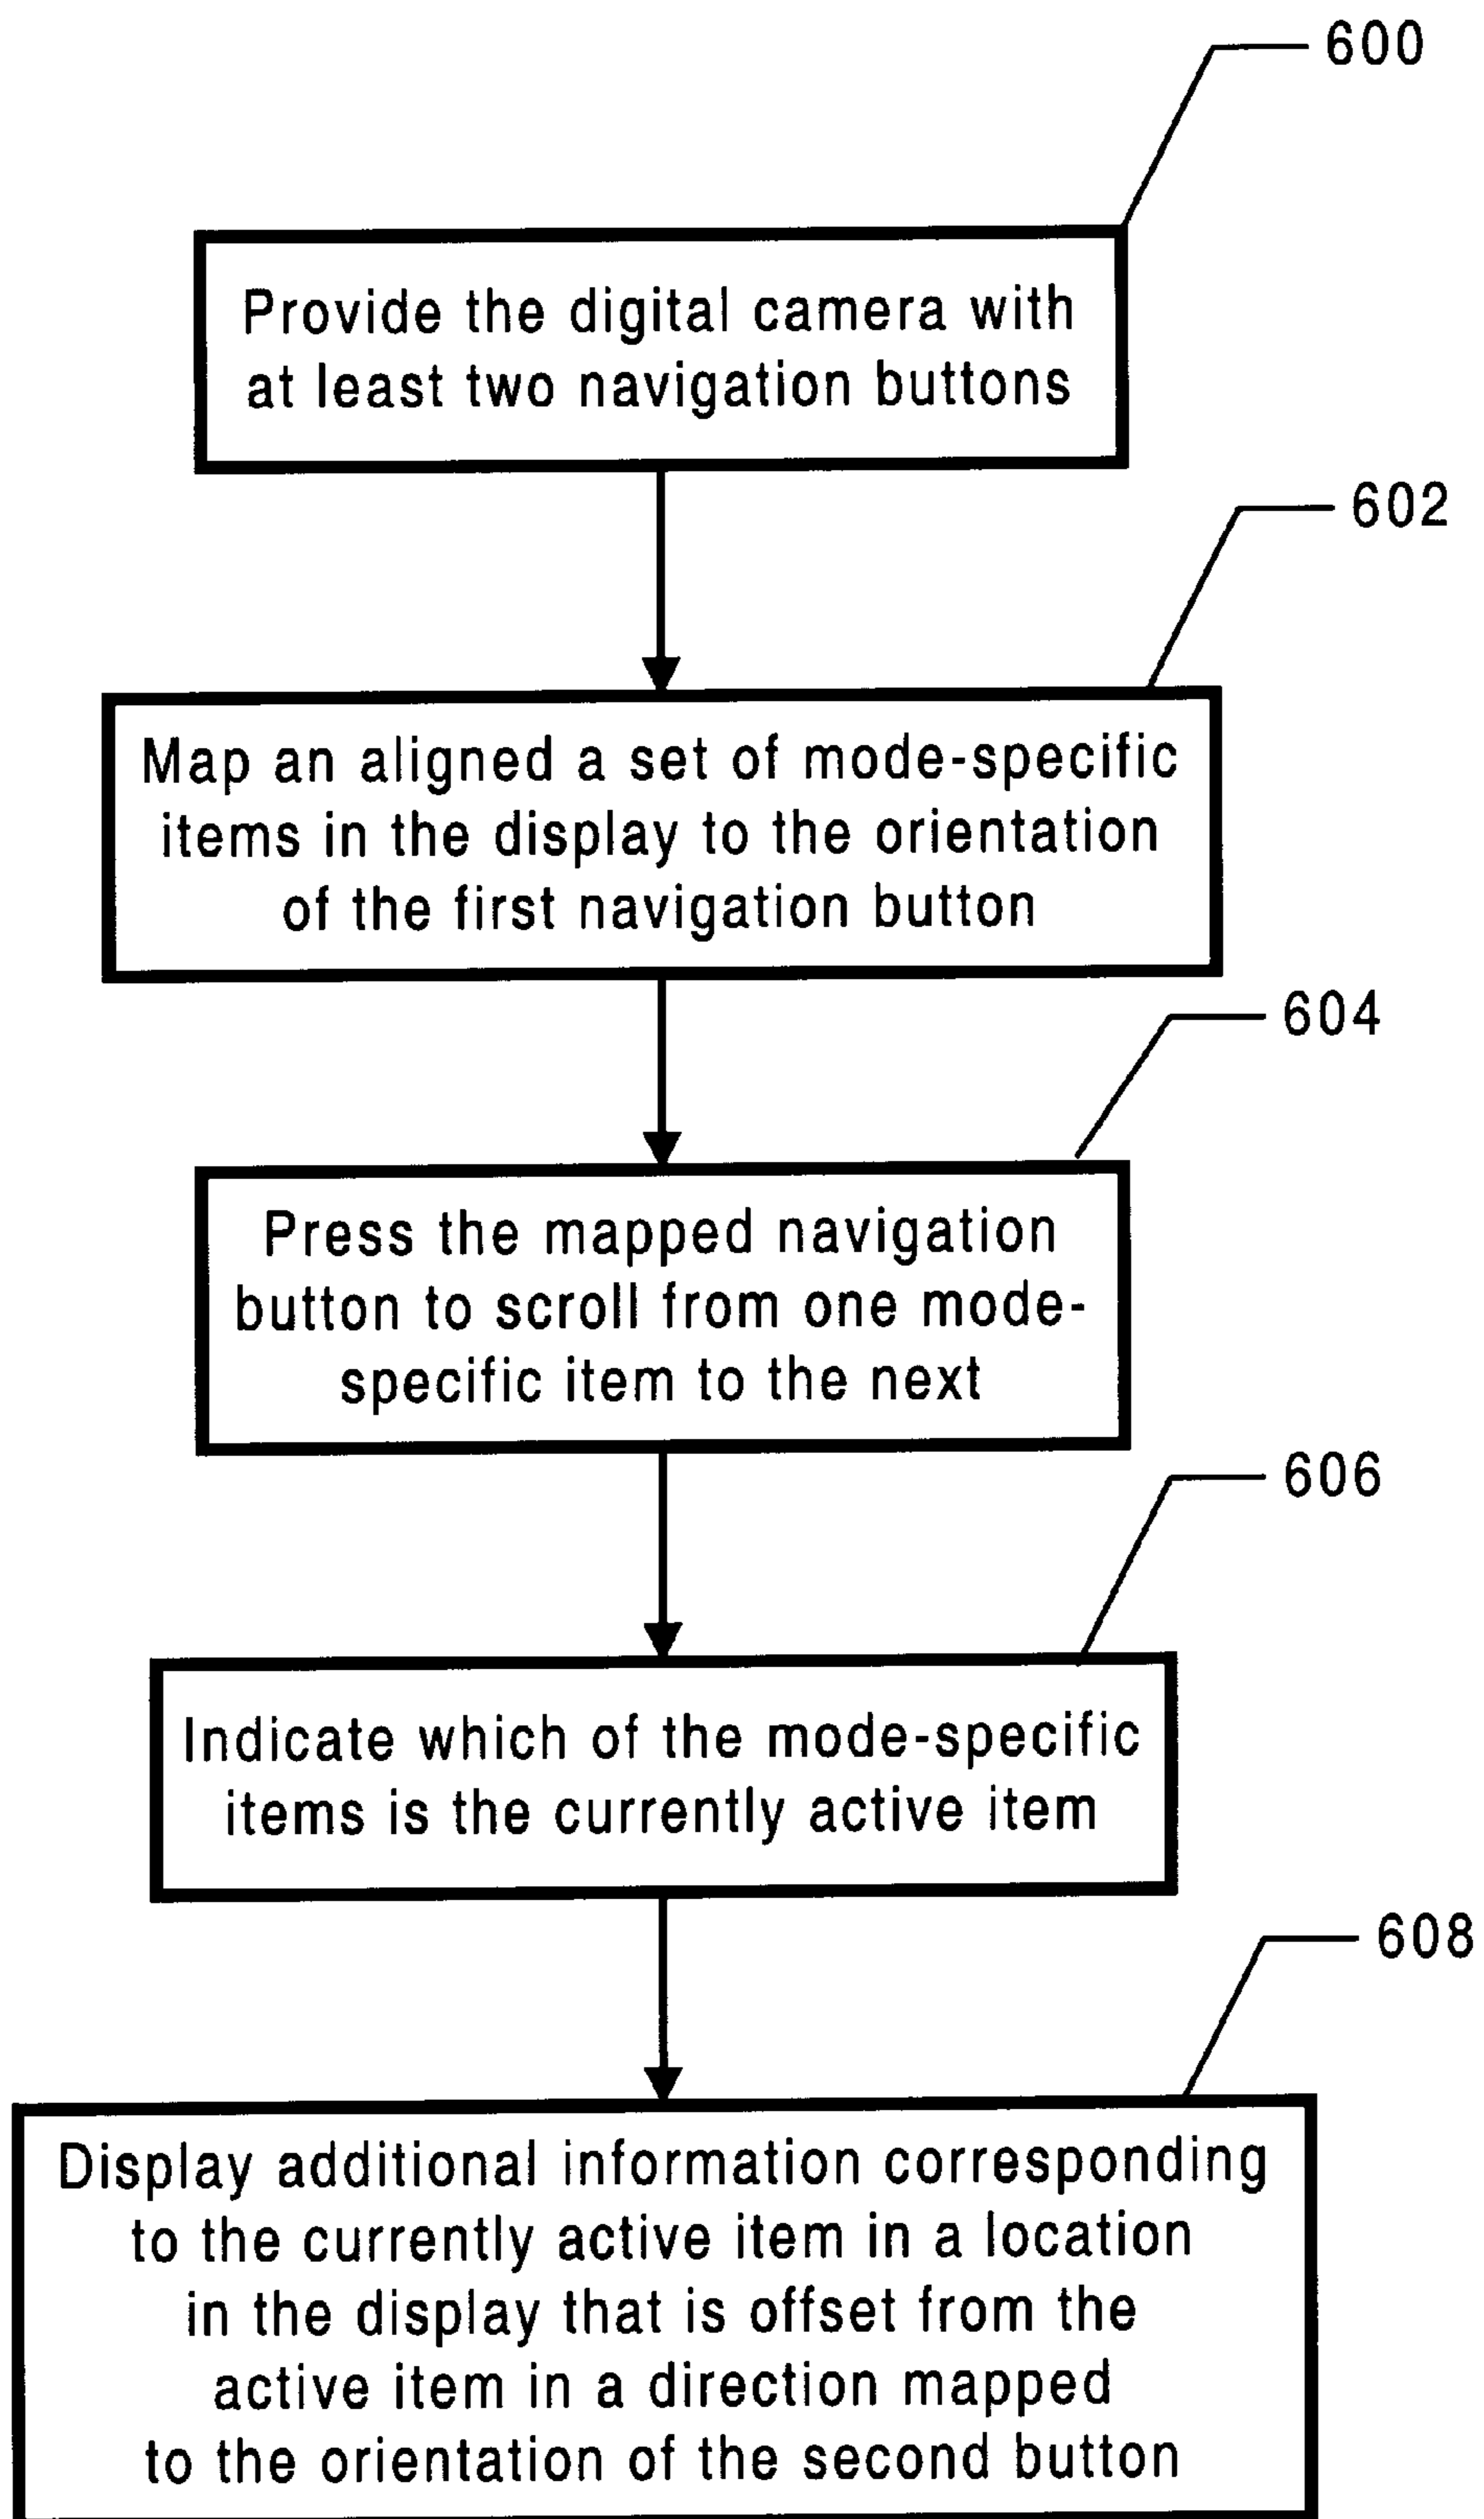 600
Provide the digital camera with
at least two navigation buttons
602
Map an aligned a set of mode-specific
items in the display to the orientation
of the first navigation button
604
Press the mapped navigation
button to scroll from one mode-
specific item to the next
606
Indicate which of the mode-specific
items is the currently active item
608
Display additional information corresponding
to the currently active item in a location
in the display that is offset from the
active item in a direction mapped
to the orientation of the second button